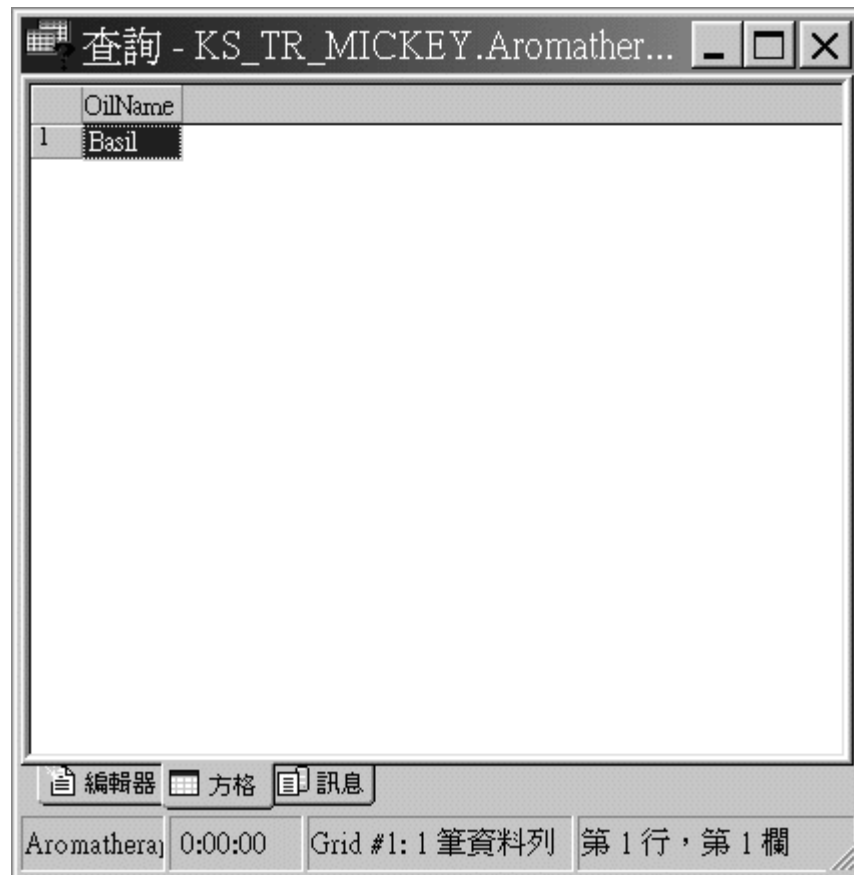 查詢 - KS_TR_MICKEY.Aromather...
OilName
1 Basil
編輯器 方格 訊息
Aromatherap 0:00:00 Grid #1: 1 筆資料列 第 1 行，第 1 欄